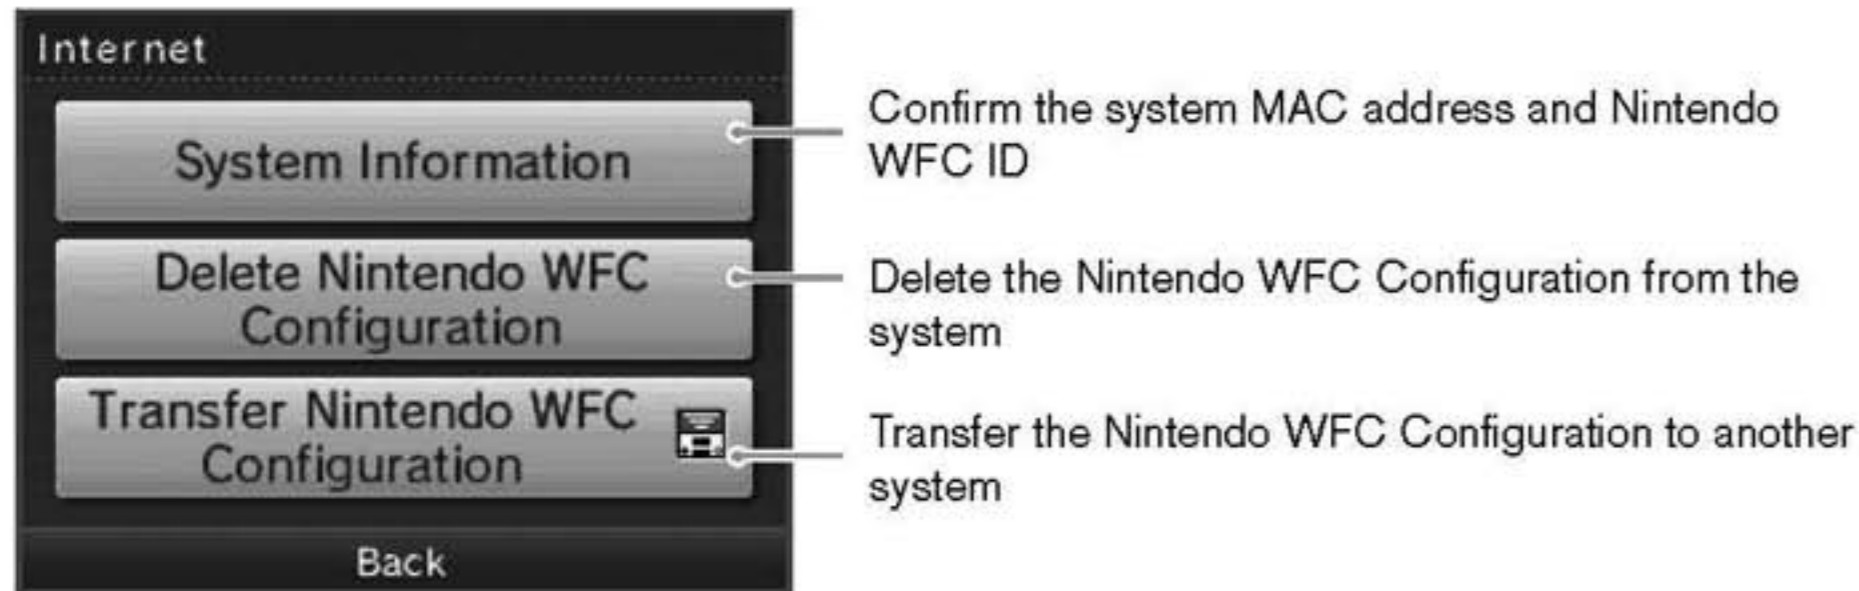 Internet
System Information
Confirm the system MAC address and Nintendo
WFC ID
Delete Nintendo WFC
Configuration
Delete the Nintendo WFC Configuration from the
system
Transfer Nintendo WFC
Configuration
Transfer the Nintendo WFC Configuration to another
system
Back